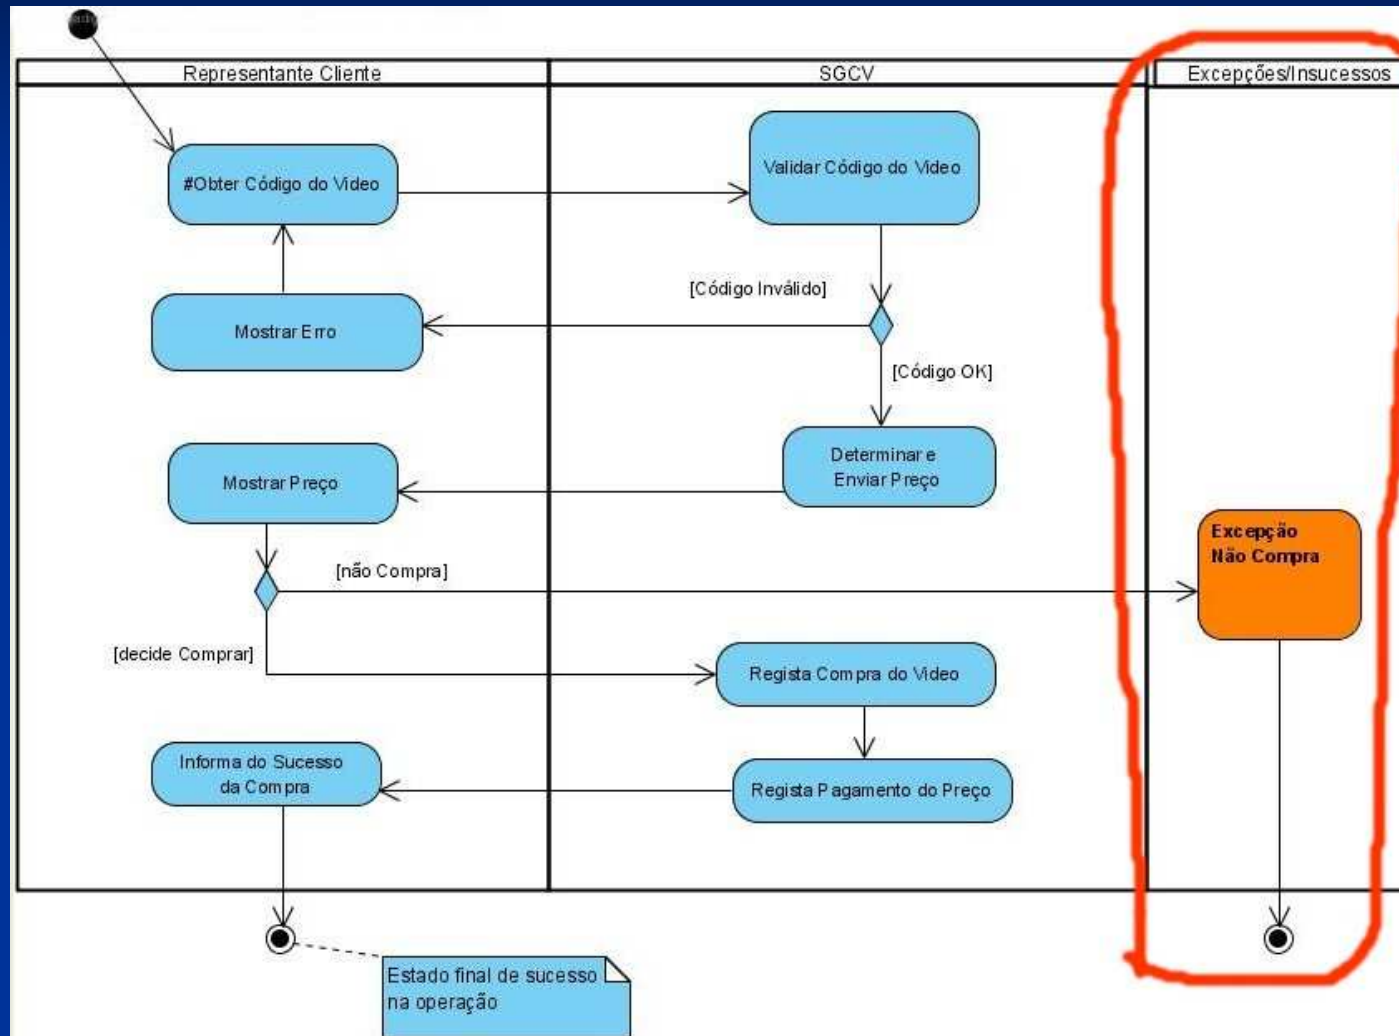 Representante Cliente
SGCV
Excepções/Insucessos
#Obter Código do Video
Validar Código do Video
[Código Inválido]
Mostrar Erro
[Código OK]
Mostrar Preço
Determinar e
Enviar Preço
Excepção
Não Compra
[não Compra]
[decide Comprar]
Regista Compra do Video
Informa do Sucesso
da Compra
Regista Pagamento do Preço
Estado final de sucesso
na operação